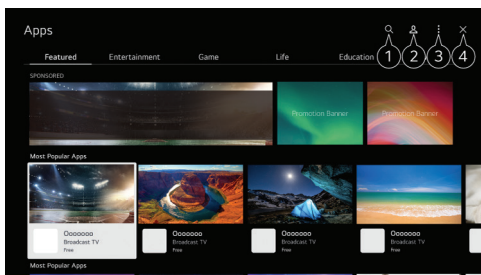 Apps
Featured Entertainment Game Life Education
1 2 3 4
SPONSORED
Promotion Banner Promotion Banner
Most Popular Apps
Ooooooo Ooooooo Ooooooo Ooooooo
Broadcast TV Broadcast TV Broadcast TV Broadcast TV
Free Free Free Free
Most Popular Apps